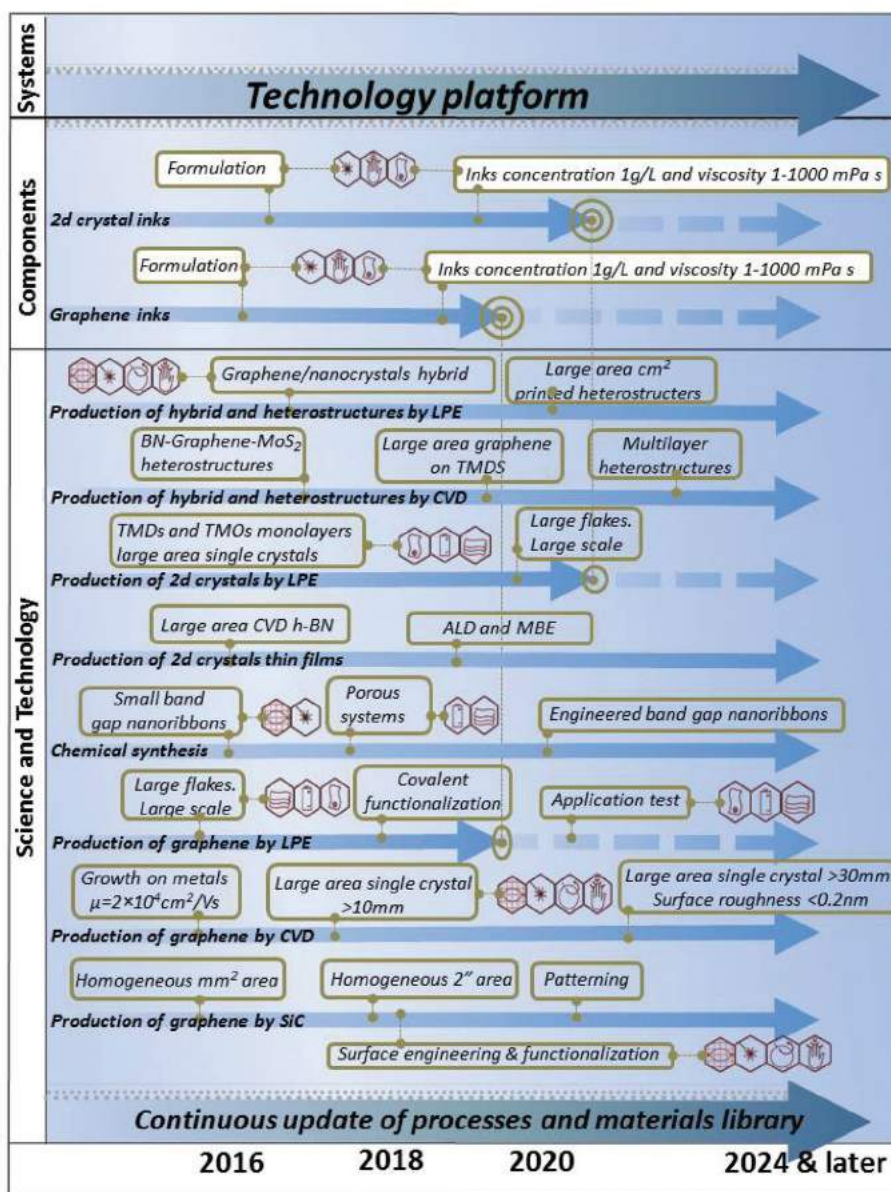 Systems
Technology platform
Components
Formulation
Inks concentration 1g/L and viscosity 1-1000 mPa s
2d crystal inks
Formulation
Inks concentration 1g/L and viscosity 1-1000 mPa s
Graphene inks
Science and Technology
Graphene/nanocrystals hybrid
Large area cm²
printed heterostructers
Production of hybrid and heterostructures by LPE
BN-Graphene-MoS₂
heterostructures
Large area graphene
on TMDS
Multilayer
heterostructures
Production of hybrid and heterostructures by CVD
TMDs and TMOs monolayers
large area single crystals
Large flakes.
Large scale
Production of 2d crystals by LPE
Large area CVD h-BN
ALD and MBE
Production of 2d crystals thin films
Small band
gap nanoribbons
Porous
systems
Engineered band gap nanoribbons
Chemical synthesis
Large flakes.
Large scale
Covalent
functionalization
Application test
Production of graphene by LPE
Growth on metals
μ=2×10⁴cm²/Vs
Large area single crystal
>10mm
Large area single crystal >30mm
Surface roughness <0.2nm
Production of graphene by CVD
Homogeneous mm² area
Homogeneous 2″ area
Patterning
Production of graphene by SiC
Surface engineering & functionalization
Continuous update of processes and materials library
2016 2018 2020 2024 & later